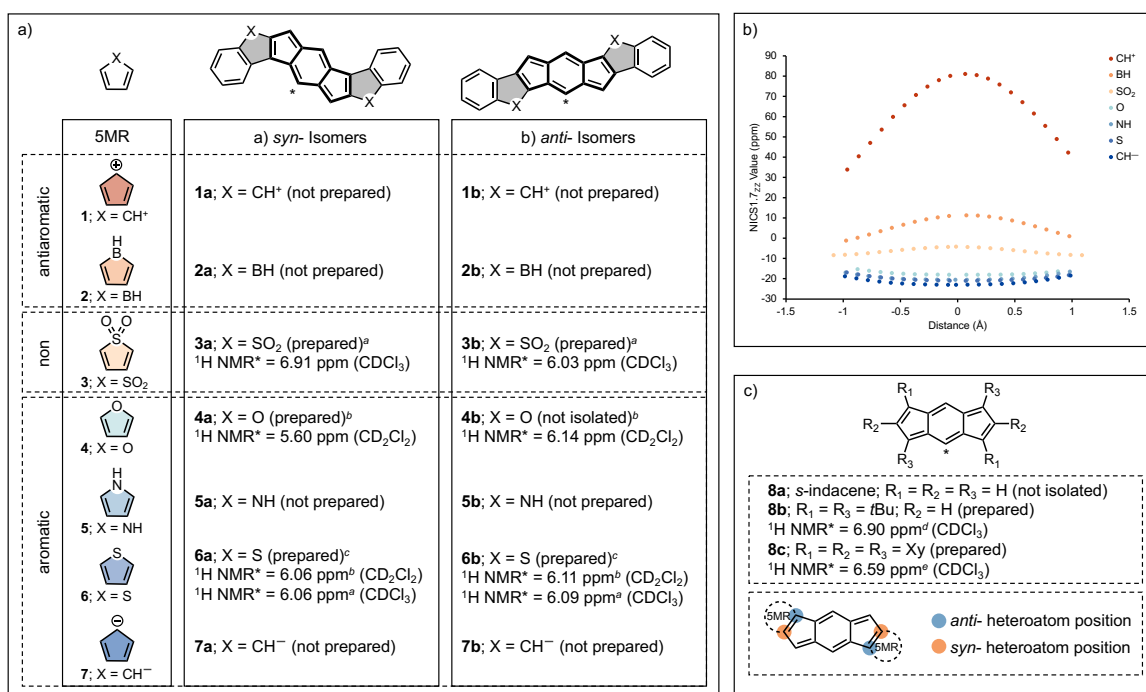 a)
X
X
X
*
X
X
*
5MR
a) syn- Isomers
b) anti- Isomers
antiaromatic
⊕
1; X = CH⁺
1a; X = CH⁺ (not prepared)
1b; X = CH⁺ (not prepared)
H
B
2; X = BH
2a; X = BH (not prepared)
2b; X = BH (not prepared)
non
O O
S
3; X = SO₂
3a; X = SO₂ (prepared)ᵃ
¹H NMR* = 6.91 ppm (CDCl₃)
3b; X = SO₂ (prepared)ᵃ
¹H NMR* = 6.03 ppm (CDCl₃)
aromatic
O
4; X = O
4a; X = O (prepared)ᵇ
¹H NMR* = 5.60 ppm (CD₂Cl₂)
4b; X = O (not isolated)ᵇ
¹H NMR* = 6.14 ppm (CD₂Cl₂)
H
N
5; X = NH
5a; X = NH (not prepared)
5b; X = NH (not prepared)
S
6; X = S
6a; X = S (prepared)ᶜ
¹H NMR* = 6.06 ppmᵇ (CD₂Cl₂)
¹H NMR* = 6.06 ppmᵃ (CDCl₃)
6b; X = S (prepared)ᶜ
¹H NMR* = 6.11 ppmᵇ (CD₂Cl₂)
¹H NMR* = 6.09 ppmᵃ (CDCl₃)
⊖
7; X = CH⁻
7a; X = CH⁻ (not prepared)
7b; X = CH⁻ (not prepared)
b)
NICS1.7zz Value (ppm)
90
80
70
60
50
40
30
20
10
0
-10
-20
-30
-1.5
-1
-0.5
0
0.5
1
1.5
Distance (Å)
CH⁺
BH
SO₂
O
NH
S
CH⁻
c)
R₁
R₃
R₂
R₂
R₃
R₁
*
8a; s-indacene; R₁ = R₂ = R₃ = H (not isolated)
8b; R₁ = R₃ = tBu; R₂ = H (prepared)
¹H NMR* = 6.90 ppmᵈ (CDCl₃)
8c; R₁ = R₂ = R₃ = Xy (prepared)
¹H NMR* = 6.59 ppmᵉ (CDCl₃)
5MR
5MR
anti- heteroatom position
syn- heteroatom position